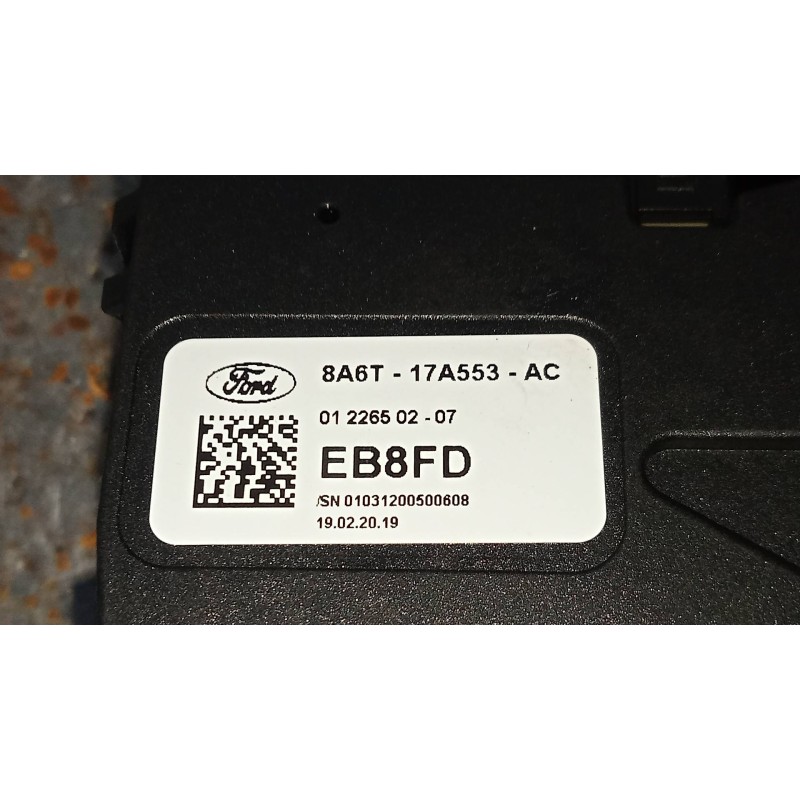 Ford
8A6T - 17A553 - AC
01 2265 02 - 07
EB8FD
/SN 01031200500608
19.02.20.19